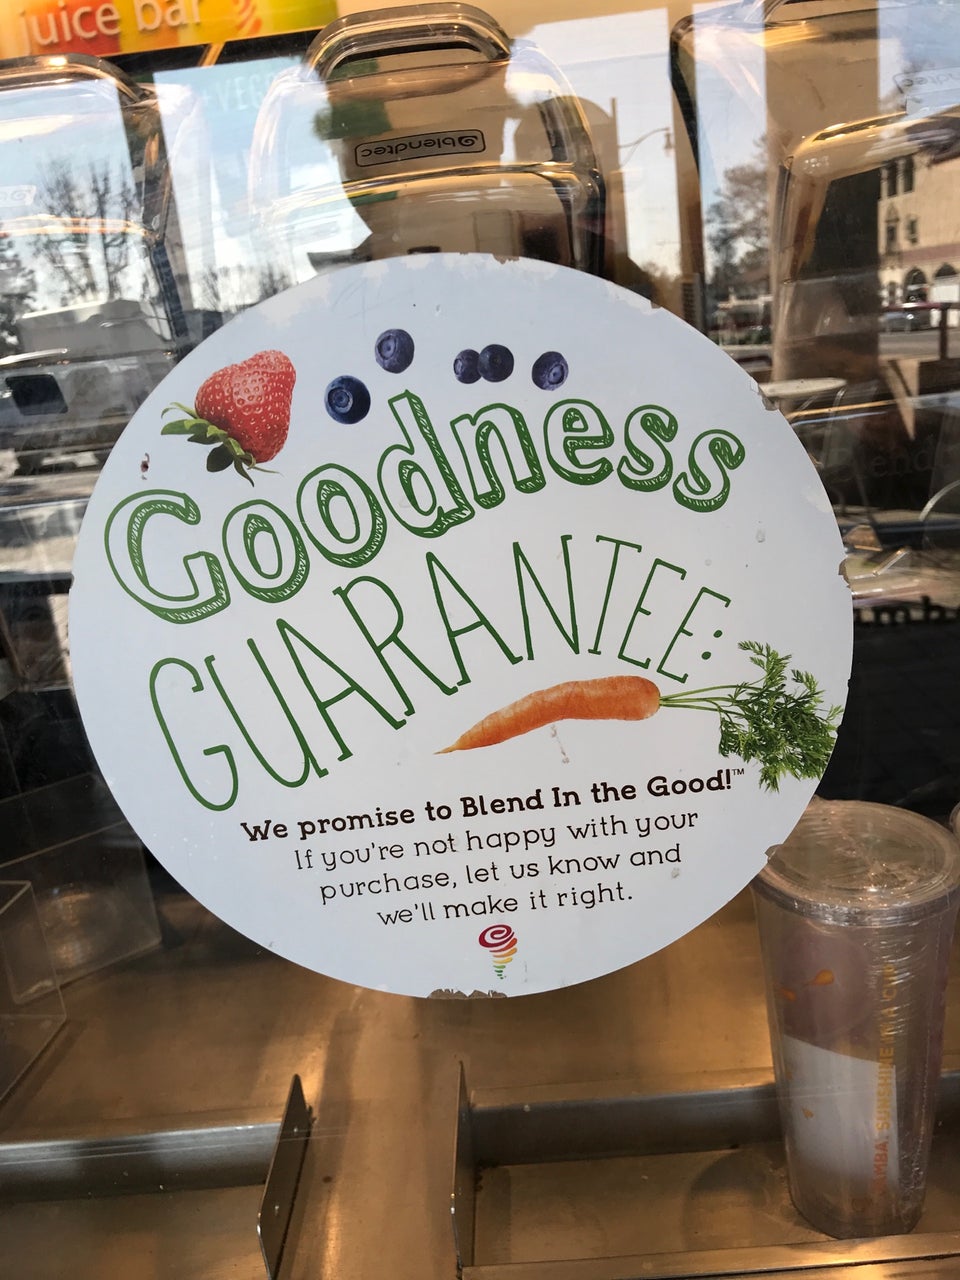 juice bar
blendtec
Goodness
GUARANTEE:
We promise to Blend In the Good!™
If you're not happy with your
purchase, let us know and
we'll make it right.